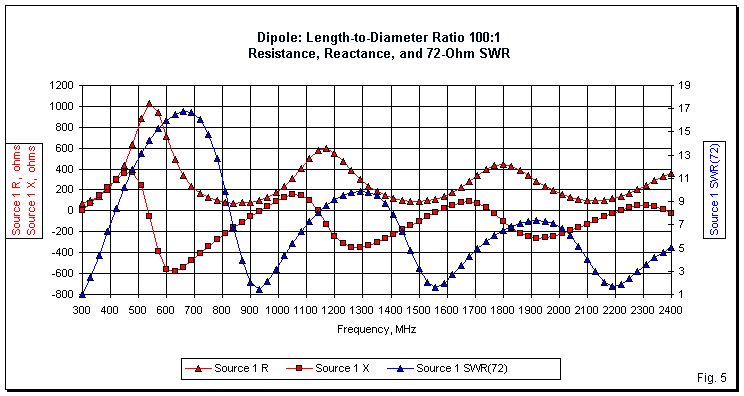 Dipole: Length-to-Diameter Ratio 100:1
Resistance, Reactance, and 72-Ohm SWR
Source 1 R, ohms
Source 1 X, ohms
1200
1000
800
600
400
200
0
-200
-400
-600
-800
19
17
15
13
11
9
7
5
3
1
Source 1 SWR(72)
300 400 500 600 700 800 900 1000 1100 1200 1300 1400 1500 1600 1700 1800 1900 2000 2100 2200 2300 2400
Frequency, MHz
Source 1 R Source 1 X Source 1 SWR(72)
Fig. 5